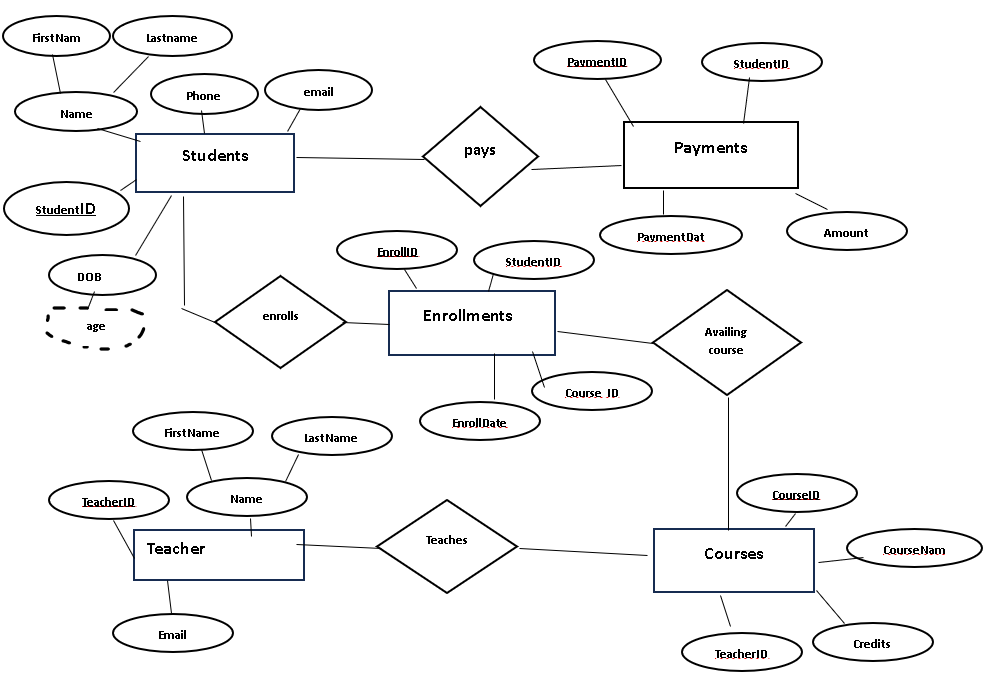 FirstNam
Lastname
Phone
email
Name
Students
StudentID
DOB
age
pays
PaymentID
StudentID
Payments
PaymentDat
Amount
enrolls
EnrollID
StudentID
Enrollments
EnrollDate
Course_ID
Availing
course
FirstName
LastName
TeacherID
Name
Teacher
Email
Teaches
CourseID
CourseNam
Courses
TeacherID
Credits